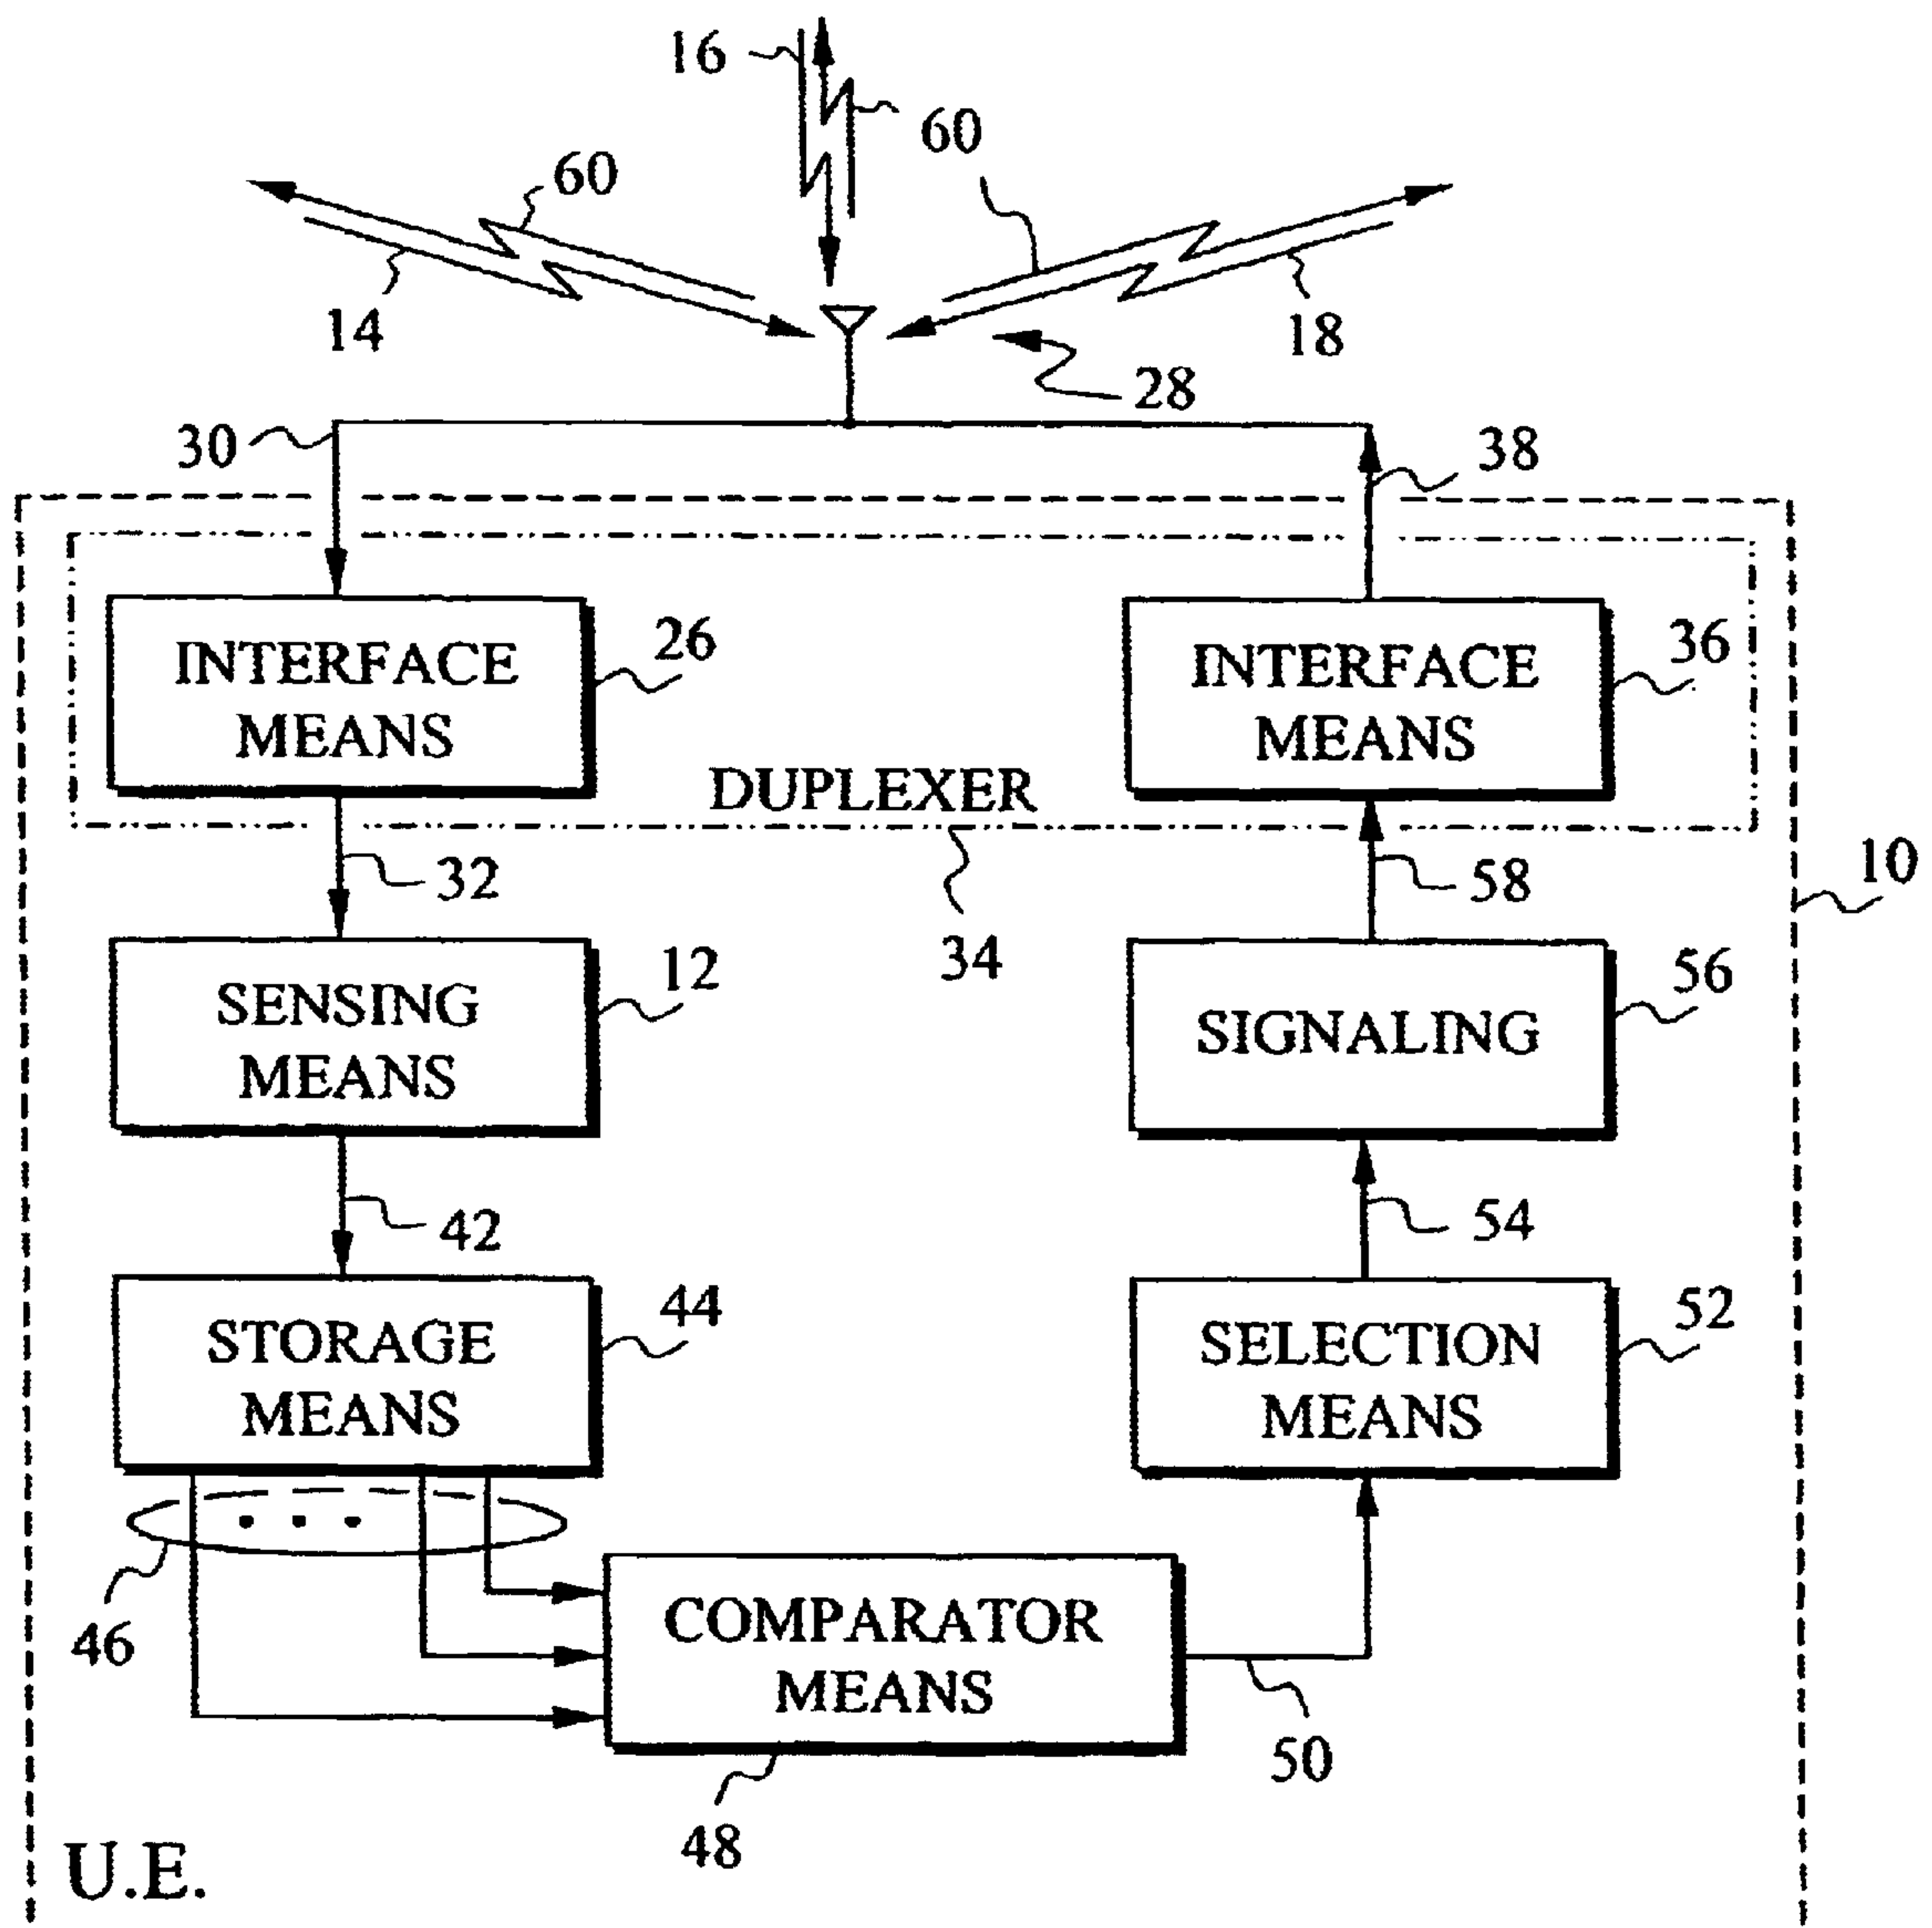 16
60
60
14
18
28
30
38
INTERFACE
MEANS
26
INTERFACE
MEANS
36
DUPLEXER
32
34
58
10
SENSING
MEANS
12
SIGNALING
56
42
54
STORAGE
MEANS
44
SELECTION
MEANS
52
46
COMPARATOR
MEANS
50
48
U.E.